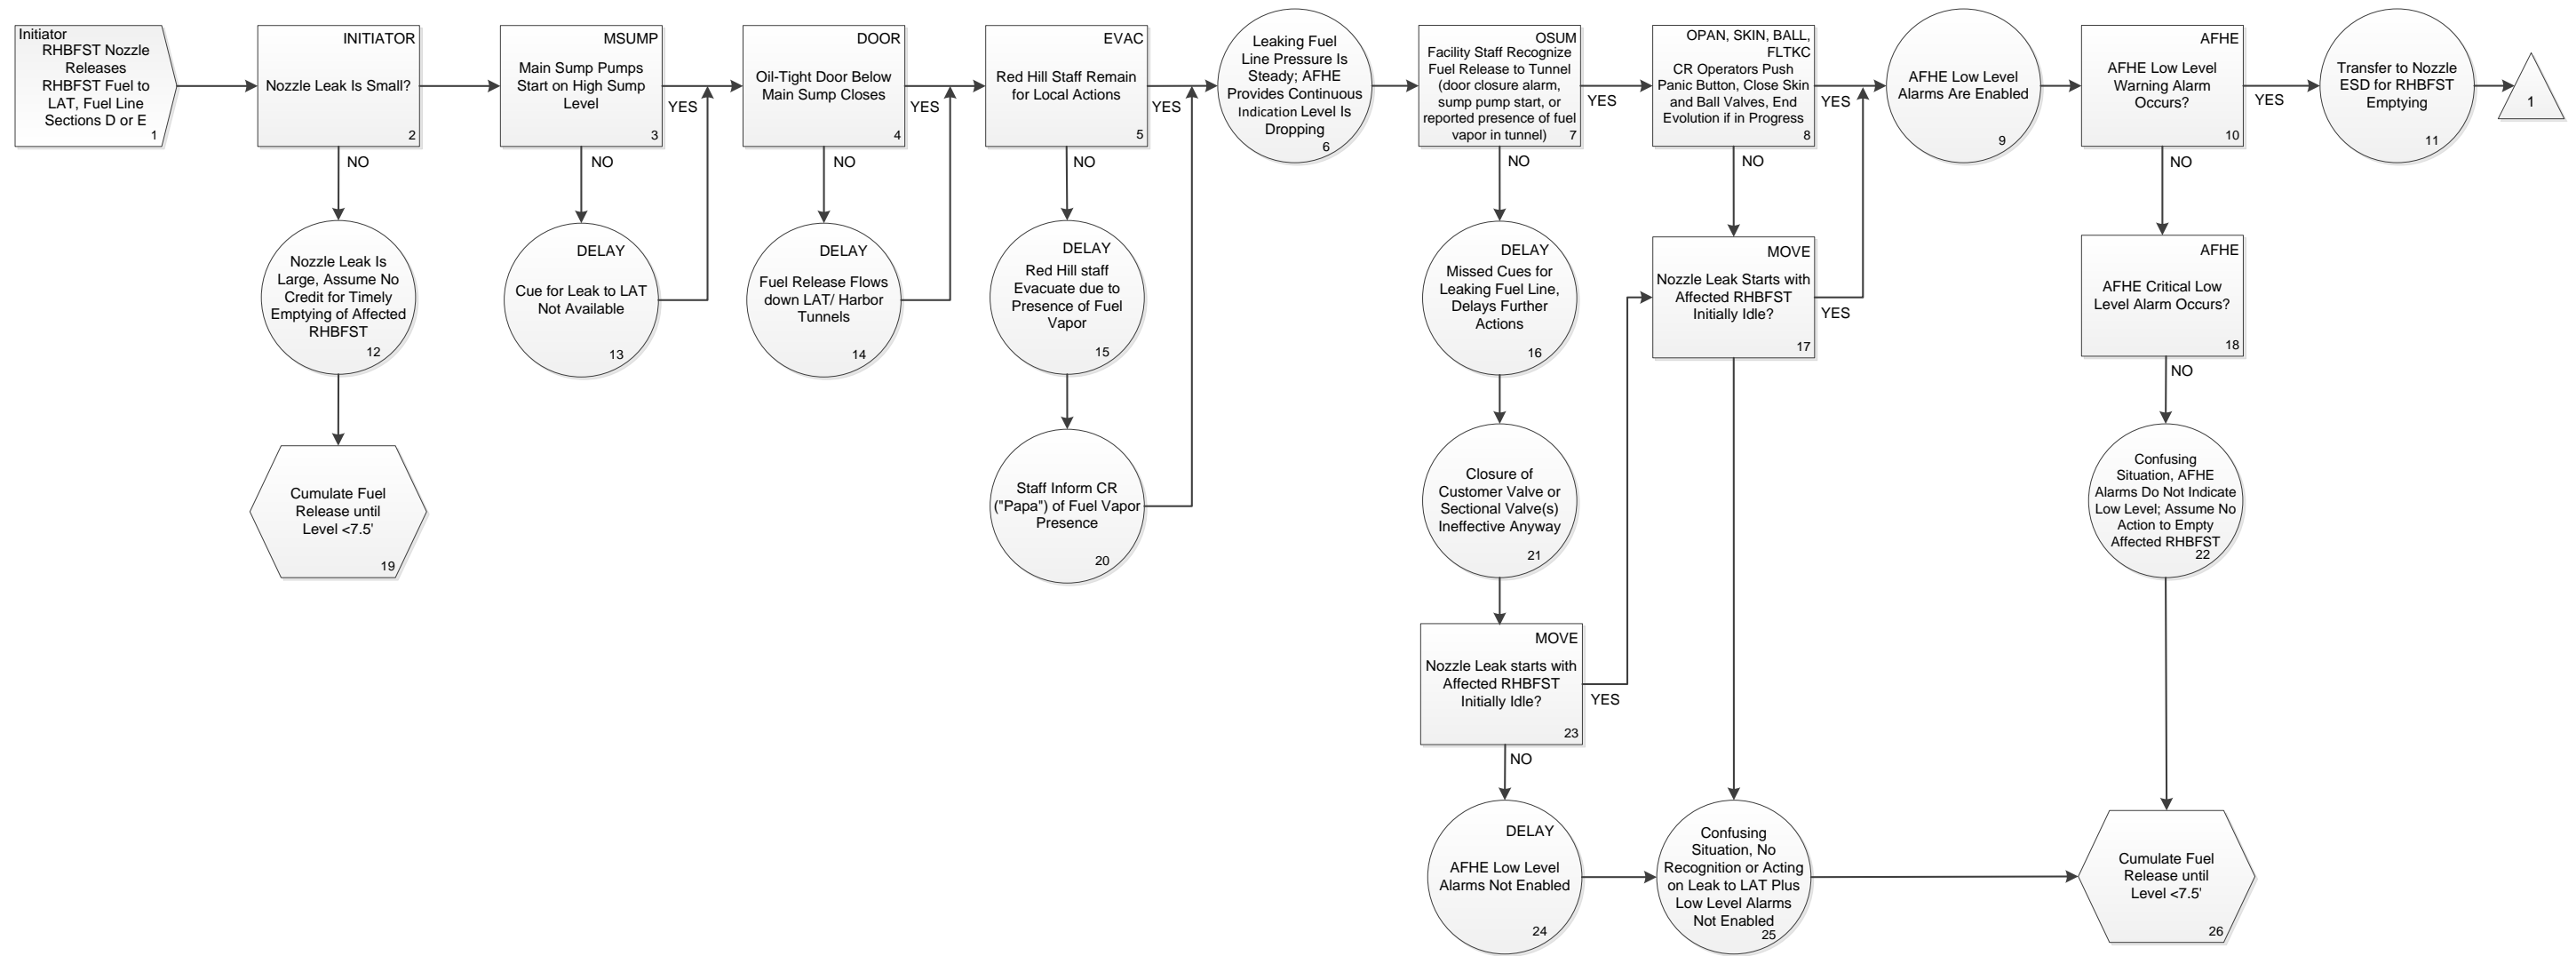 Initiator
RHBFST Nozzle
Releases
RHBFST Fuel to
LAT, Fuel Line
Sections D or E
1
INITIATOR
Nozzle Leak Is Small?
2
NO
MSUMP
Main Sump Pumps
Start on High Sump
Level
3
YES
NO
DOOR
Oil-Tight Door Below
Main Sump Closes
4
YES
NO
EVAC
Red Hill Staff Remain
for Local Actions
5
YES
NO
Leaking Fuel
Line Pressure Is
Steady; AFHE
Provides Continuous
Indication Level Is
Dropping
6
OSUM
Facility Staff Recognize
Fuel Release to Tunnel
(door closure alarm,
sump pump start, or
reported presence of fuel
vapor in tunnel)
7
YES
NO
OPAN, SKIN, BALL,
FLTKC
CR Operators Push
Panic Button, Close Skin
and Ball Valves, End
Evolution if in Progress
8
YES
NO
AFHE Low Level
Alarms Are Enabled
9
AFHE
AFHE Low Level
Warning Alarm
Occurs?
10
YES
NO
Transfer to Nozzle
ESD for RHBFST
Emptying
11
1
Nozzle Leak Is
Large, Assume No
Credit for Timely
Emptying of Affected
RHBFST
12
DELAY
Cue for Leak to LAT
Not Available
13
DELAY
Fuel Release Flows
down LAT/ Harbor
Tunnels
14
DELAY
Red Hill staff
Evacuate due to
Presence of Fuel
Vapor
15
DELAY
Missed Cues for
Leaking Fuel Line,
Delays Further
Actions
16
MOVE
Nozzle Leak Starts with
Affected RHBFST
Initially Idle?
17
YES
AFHE
AFHE Critical Low
Level Alarm Occurs?
18
NO
Cumulate Fuel
Release until
Level <7.5'
19
Staff Inform CR
("Papa") of Fuel Vapor
Presence
20
Closure of
Customer Valve or
Sectional Valve(s)
Ineffective Anyway
21
Confusing
Situation, AFHE
Alarms Do Not Indicate
Low Level; Assume No
Action to Empty
Affected RHBFST
22
MOVE
Nozzle Leak starts with
Affected RHBFST
Initially Idle?
23
YES
NO
DELAY
AFHE Low Level
Alarms Not Enabled
24
Confusing
Situation, No
Recognition or Acting
on Leak to LAT Plus
Low Level Alarms
Not Enabled
25
Cumulate Fuel
Release until
Level <7.5'
26